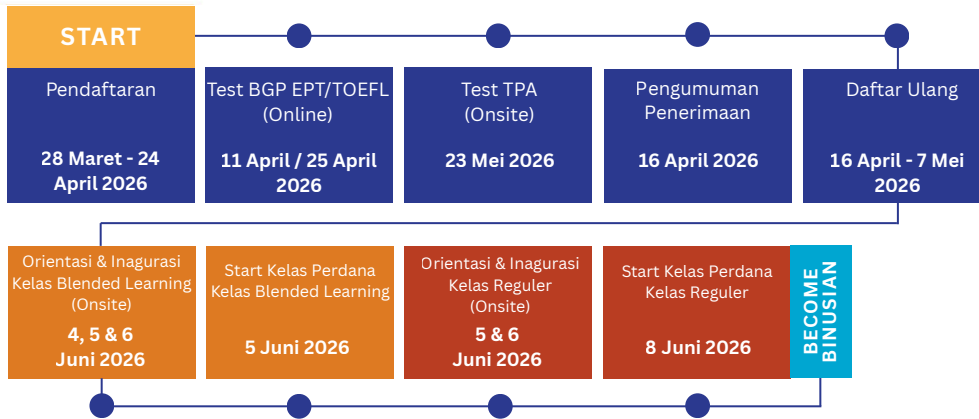 START
Pendaftaran
28 Maret - 24
April 2026
Test BGP EPT/TOEFL
(Online)
11 April / 25 April
2026
Test TPA
(Onsite)
23 Mei 2026
Pengumuman
Penerimaan
16 April 2026
Daftar Ulang
16 April - 7 Mei
2026
Orientasi & Inagurasi
Kelas Blended Learning
(Onsite)
4, 5 & 6
Juni 2026
Start Kelas Perdana
Kelas Blended Learning
5 Juni 2026
Orientasi & Inagurasi
Kelas Reguler
(Onsite)
5 & 6
Juni 2026
Start Kelas Perdana
Kelas Reguler
8 Juni 2026
BECOME
BINUSIAN